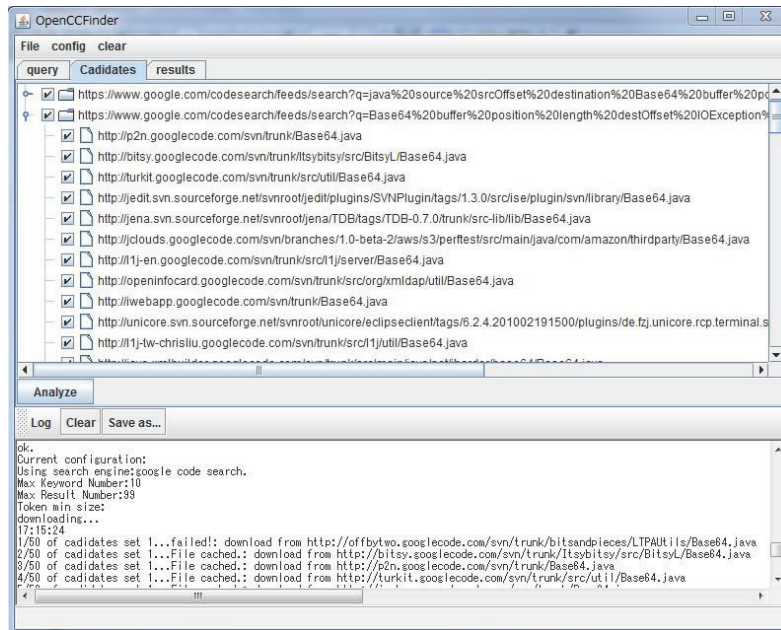 OpenCCFinder
File config clear
query Cadidates results
https://www.google.com/codesearch/feeds/search?q=java%20source%20srcOffset%20destination%20Base64%20buffer%20po
https://www.google.com/codesearch/feeds/search?q=Base64%20buffer%20position%20length%20destOffset%20IOException%
http://p2n.googlecode.com/svn/trunk/Base64.java
http://bitsy.googlecode.com/svn/trunk/Itsybitsy/src/BitsyL/Base64.java
http://turkit.googlecode.com/svn/trunk/src/util/Base64.java
http://jedit.svn.sourceforge.net/svnroot/jedit/plugins/SVNPlugin/tags/1.3.0/src/ise/plugin/svn/library/Base64.java
http://jena.svn.sourceforge.net/svnroot/jena/TDB/tags/TDB-0.7.0/trunk/src-lib/lib/Base64.java
http://jclouds.googlecode.com/svn/branches/1.0-beta-2/aws/s3/perftest/src/main/java/com/amazon/thirdparty/Base64.java
http://l1j-en.googlecode.com/svn/trunk/src/l1j/server/Base64.java
http://openinfocard.googlecode.com/svn/trunk/src/org/xmldap/util/Base64.java
http://iwebapp.googlecode.com/svn/trunk/Base64.java
http://unicore.svn.sourceforge.net/svnroot/unicore/eclipseclient/tags/6.2.4.201002191500/plugins/de.fzj.unicore.rcp.terminal.s
http://l1j-tw-chrisliu.googlecode.com/svn/trunk/src/l1j/util/Base64.java
Analyze
Log Clear Save as...
ok.
Current configuration:
Using search engine:google code search.
Max Keyword Number:10
Max Result Number:99
Token min size:
downloading...
17:15:24
1/50 of cadidates set 1...failed!: download from http://offbytwo.googlecode.com/svn/trunk/bitsandpieces/LTPAUtils/Base64.java
2/50 of cadidates set 1...File cached.: download from http://bitsy.googlecode.com/svn/trunk/Itsybitsy/src/BitsyL/Base64.java
3/50 of cadidates set 1...File cached.: download from http://p2n.googlecode.com/svn/trunk/Base64.java
4/50 of cadidates set 1...File cached.: download from http://turkit.googlecode.com/svn/trunk/src/util/Base64.java